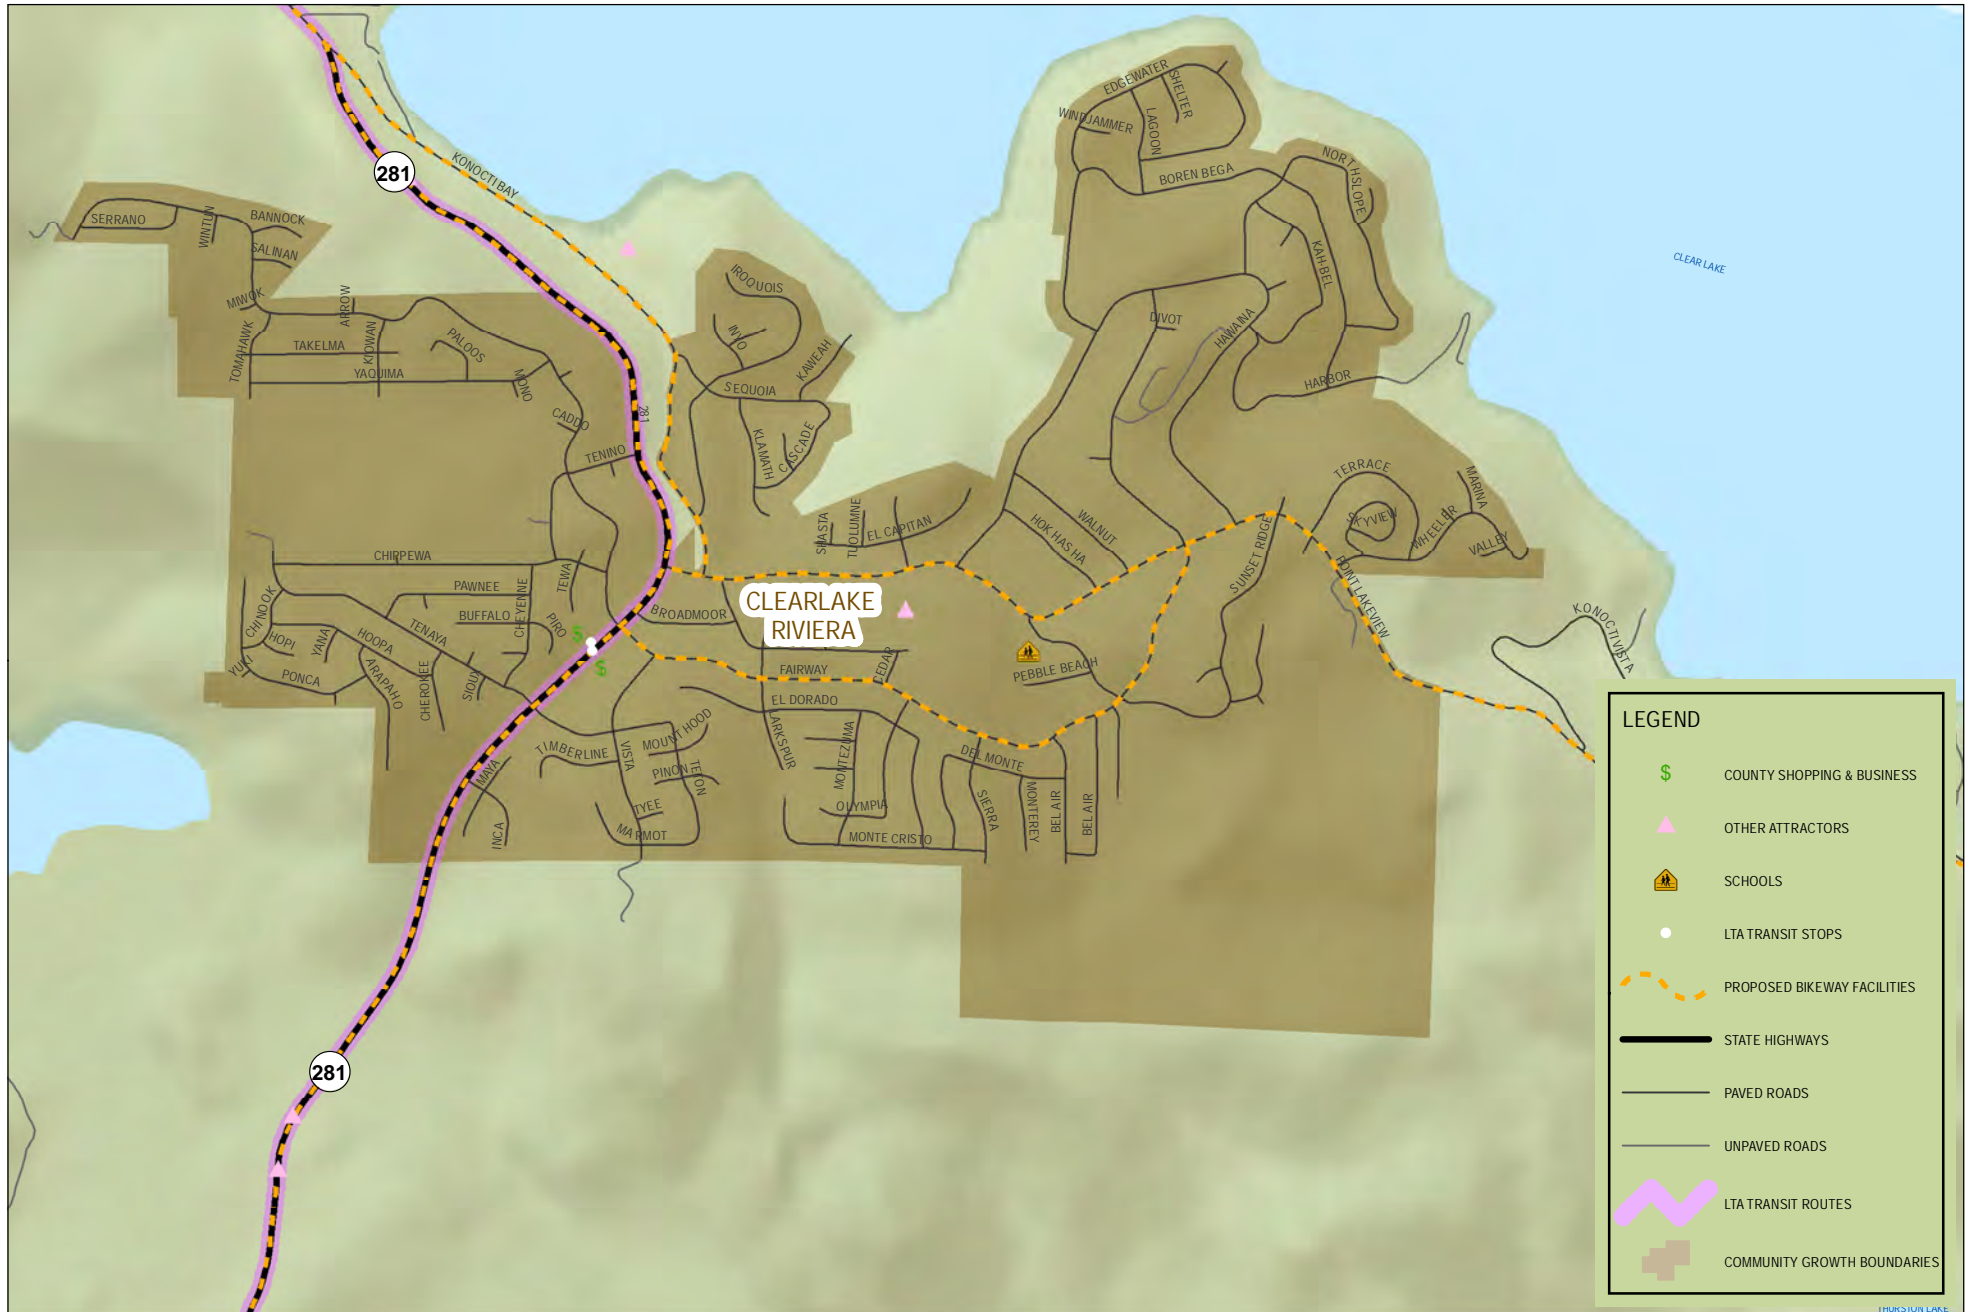 EDGEWATER
SHELTER
WINDJAMMER
LAGOON
NORTHSLOPE
BOREN BEGA
281
KONOCTI BAY
SERRANO
WINTUN
BANNOCK
SALINAN
KAH-BEL
CLEAR LAKE
IROQUOIS
MIWOK
ARROW
DIVOT
HAWAINA
INYO
KIOWAN
PALOOS
TAKELMA
TOMAHAWK
KAWEAH
YAQUIMA
MONO
SEQUOIA
HARBOR
CADDO
281
KLAMATH
CASCADE
TENINO
TERRACE
MARINA
SHASTA
TUOLUMNE
EL CAPITAN
WALNUT
HOK HAS HA
SKYVIEW
WHEELER
VALLEY
CHIPPEWA
TEWA
SUNSET RIDGE
POINT LAKEVIEW
PAWNEE
CHEYENNE
BUFFALO
PIRO
BROADMOOR
CLEARLAKE
RIVIERA
KONOCTI VISTA
CHINOOK
HOPI
YANA
HOOPA
TENAYA
$
$
YUKI
PONCA
ARAPAHO
CHEROKEE
SIOUX
FAIRWAY
CEDAR
PEBBLE BEACH
EL DORADO
LARKSPUR
MONTEZUMA
MOUNT HOOD
TIMBERLINE
VISTA
PINON
TETON
DEL MONTE
MAYA
TYEE
OLYMPIA
SIERRA
MONTEREY
BEL AIR
BEL AIR
INCA
MARMOT
MONTE CRISTO
281
LEGEND
$ COUNTY SHOPPING & BUSINESS
OTHER ATTRACTORS
SCHOOLS
LTA TRANSIT STOPS
PROPOSED BIKEWAY FACILITIES
STATE HIGHWAYS
PAVED ROADS
UNPAVED ROADS
LTA TRANSIT ROUTES
COMMUNITY GROWTH BOUNDARIES
THURSTON LAKE